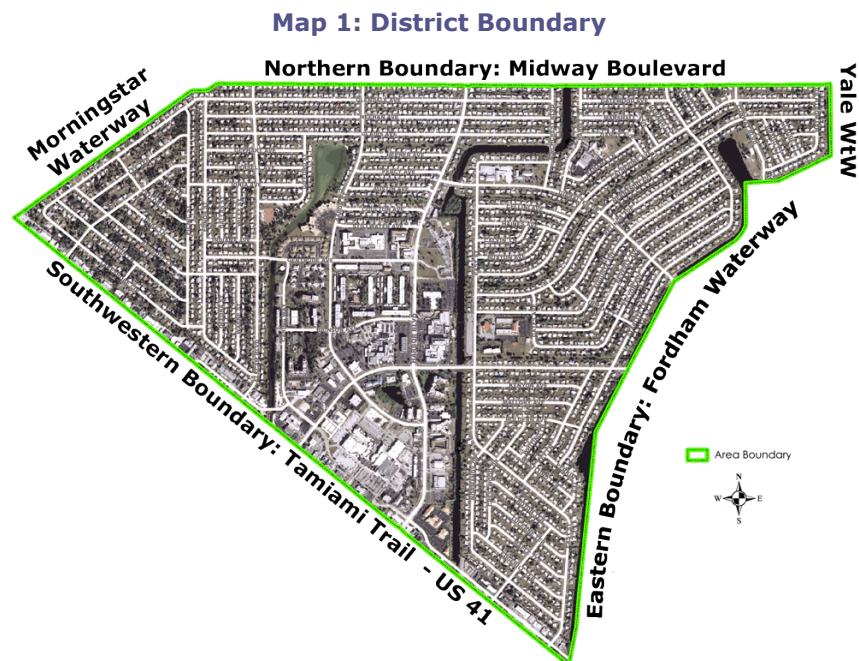 Map 1: District Boundary
Northern Boundary: Midway Boulevard
Morningstar
Waterway
Yale WtW
Southwestern Boundary: Tamiami Trail - US 41
Eastern Boundary: Fordham Waterway
Area Boundary
N
W E
S